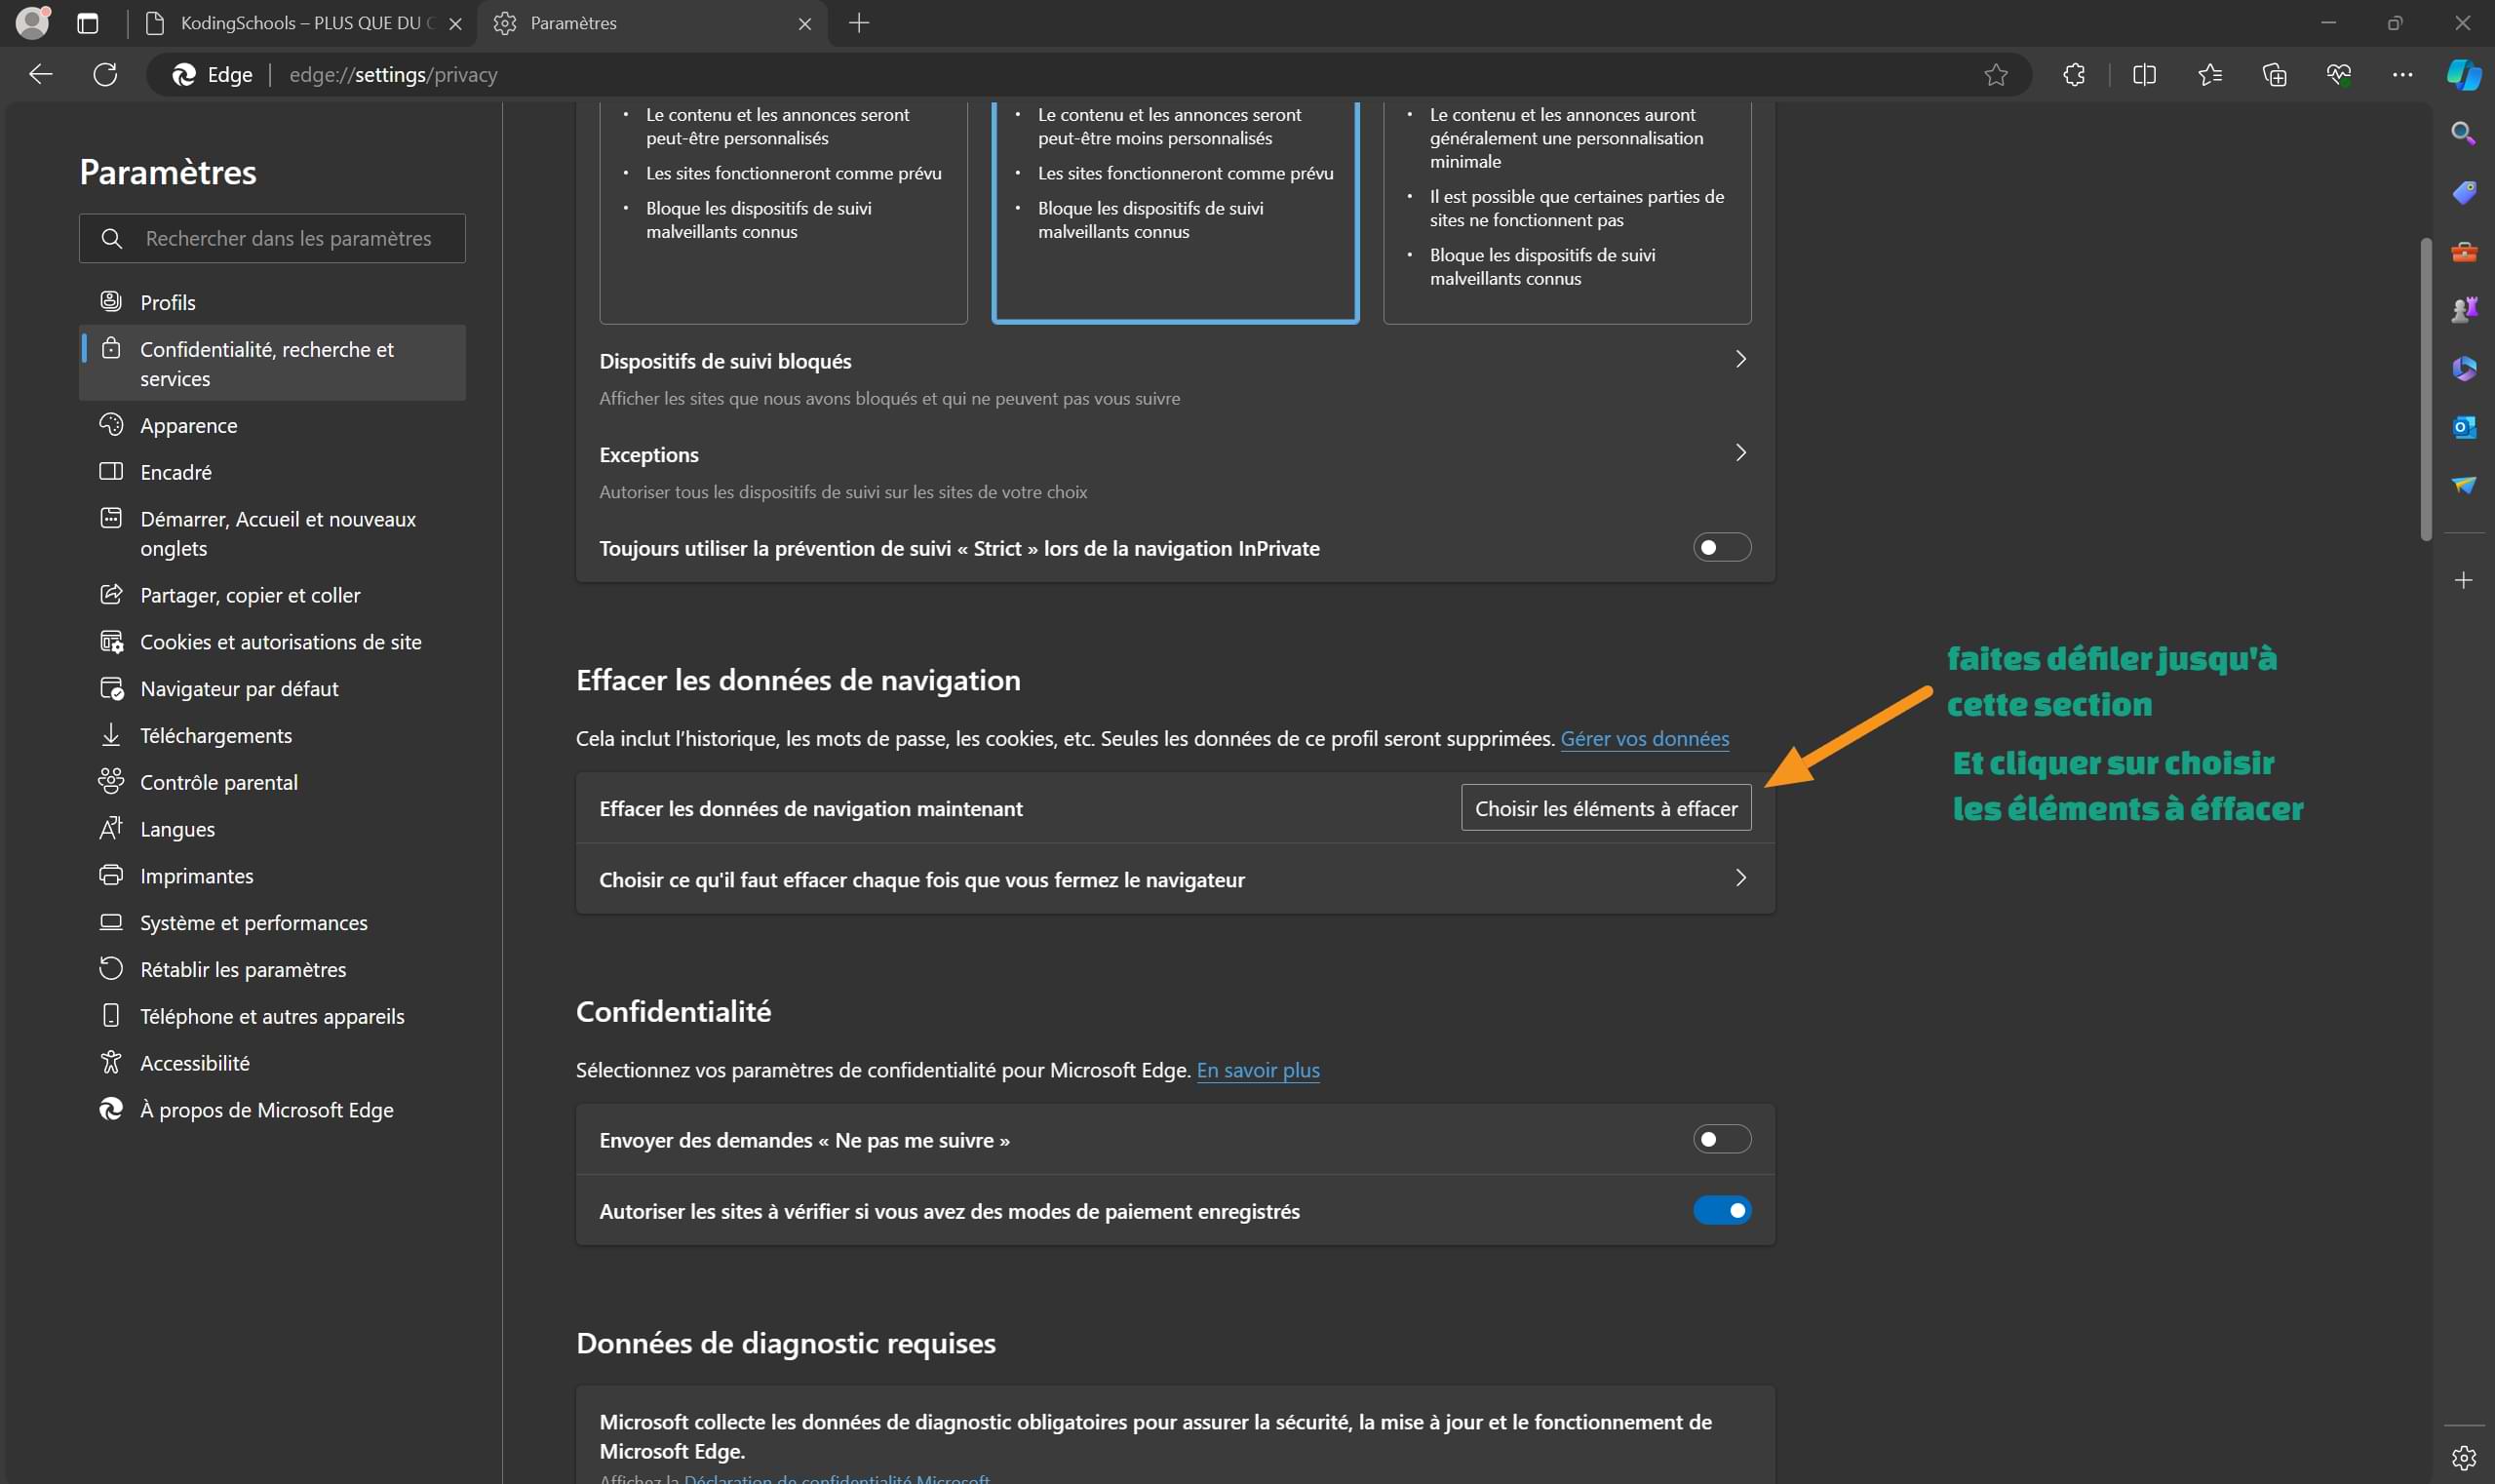 KodingSchools – PLUS QUE DU
Paramètres
Edge
edge://settings/privacy
Paramètres
Rechercher dans les paramètres
Profils
Confidentialité, recherche et
services
Apparence
Encadré
Démarrer, Accueil et nouveaux
onglets
Partager, copier et coller
Cookies et autorisations de site
Navigateur par défaut
Téléchargements
Contrôle parental
Langues
Imprimantes
Système et performances
Rétablir les paramètres
Téléphone et autres appareils
Accessibilité
À propos de Microsoft Edge
• Le contenu et les annonces seront
peut-être personnalisés
• Les sites fonctionneront comme prévu
• Bloque les dispositifs de suivi
malveillants connus
• Le contenu et les annonces seront
peut-être moins personnalisés
• Les sites fonctionneront comme prévu
• Bloque les dispositifs de suivi
malveillants connus
• Le contenu et les annonces auront
généralement une personnalisation
minimale
• Il est possible que certaines parties de
sites ne fonctionnent pas
• Bloque les dispositifs de suivi
malveillants connus
Dispositifs de suivi bloqués
Afficher les sites que nous avons bloqués et qui ne peuvent pas vous suivre
Exceptions
Autoriser tous les dispositifs de suivi sur les sites de votre choix
Toujours utiliser la prévention de suivi « Strict » lors de la navigation InPrivate
Effacer les données de navigation
Cela inclut l'historique, les mots de passe, les cookies, etc. Seules les données de ce profil seront supprimées. Gérer vos données
Effacer les données de navigation maintenant
Choisir les éléments à effacer
Choisir ce qu'il faut effacer chaque fois que vous fermez le navigateur
faites défiler jusqu'à
cette section
Et cliquer sur choisir
les éléments à éffacer
Confidentialité
Sélectionnez vos paramètres de confidentialité pour Microsoft Edge. En savoir plus
Envoyer des demandes « Ne pas me suivre »
Autoriser les sites à vérifier si vous avez des modes de paiement enregistrés
Données de diagnostic requises
Microsoft collecte les données de diagnostic obligatoires pour assurer la sécurité, la mise à jour et le fonctionnement de
Microsoft Edge.
Affichez la Déclaration de confidentialité Microsoft